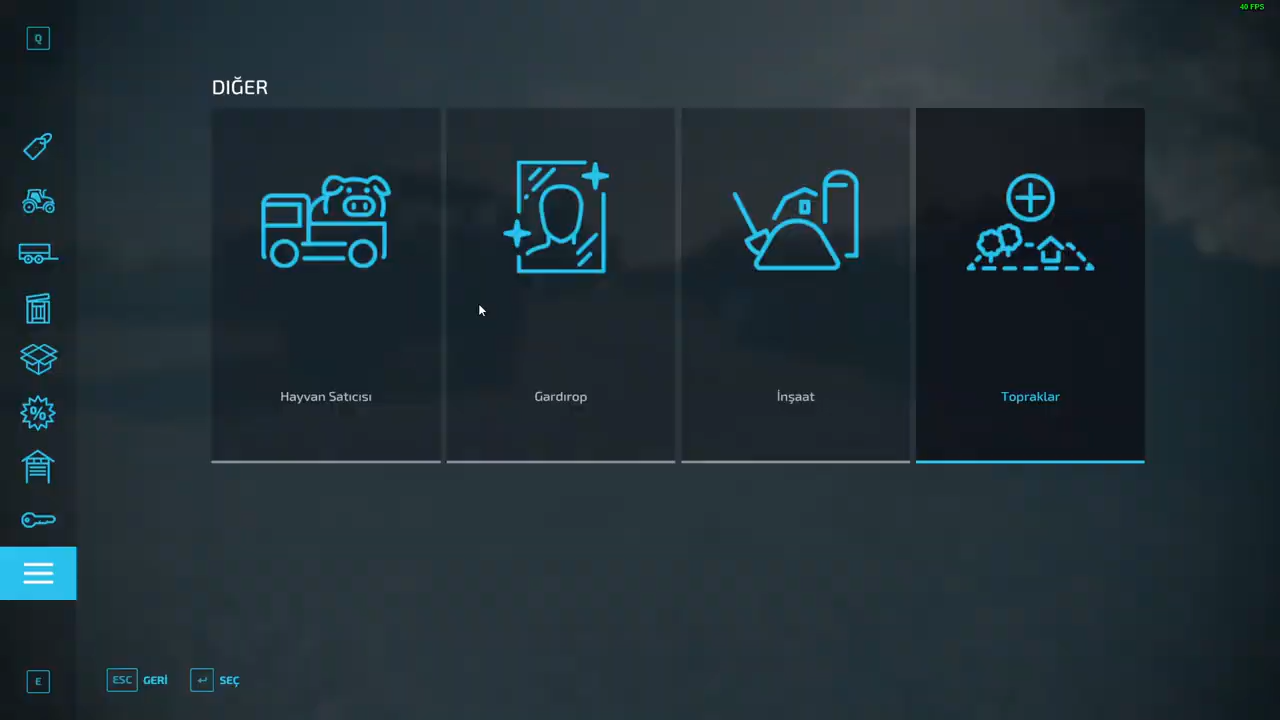 40 FPS
Q
DIĞER
%
Hayvan Satıcısı
Gardırop
İnşaat
Topraklar
E
ESC GERİ
SEÇ